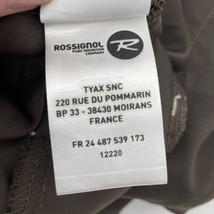 ROSSIGNOL
PURE MOUNTAIN
COMPANY
R
TYAX SNC
220 RUE DU POMMARIN
BP 33 - 38430 MOIRANS
FRANCE
FR 24 487 539 173
12220